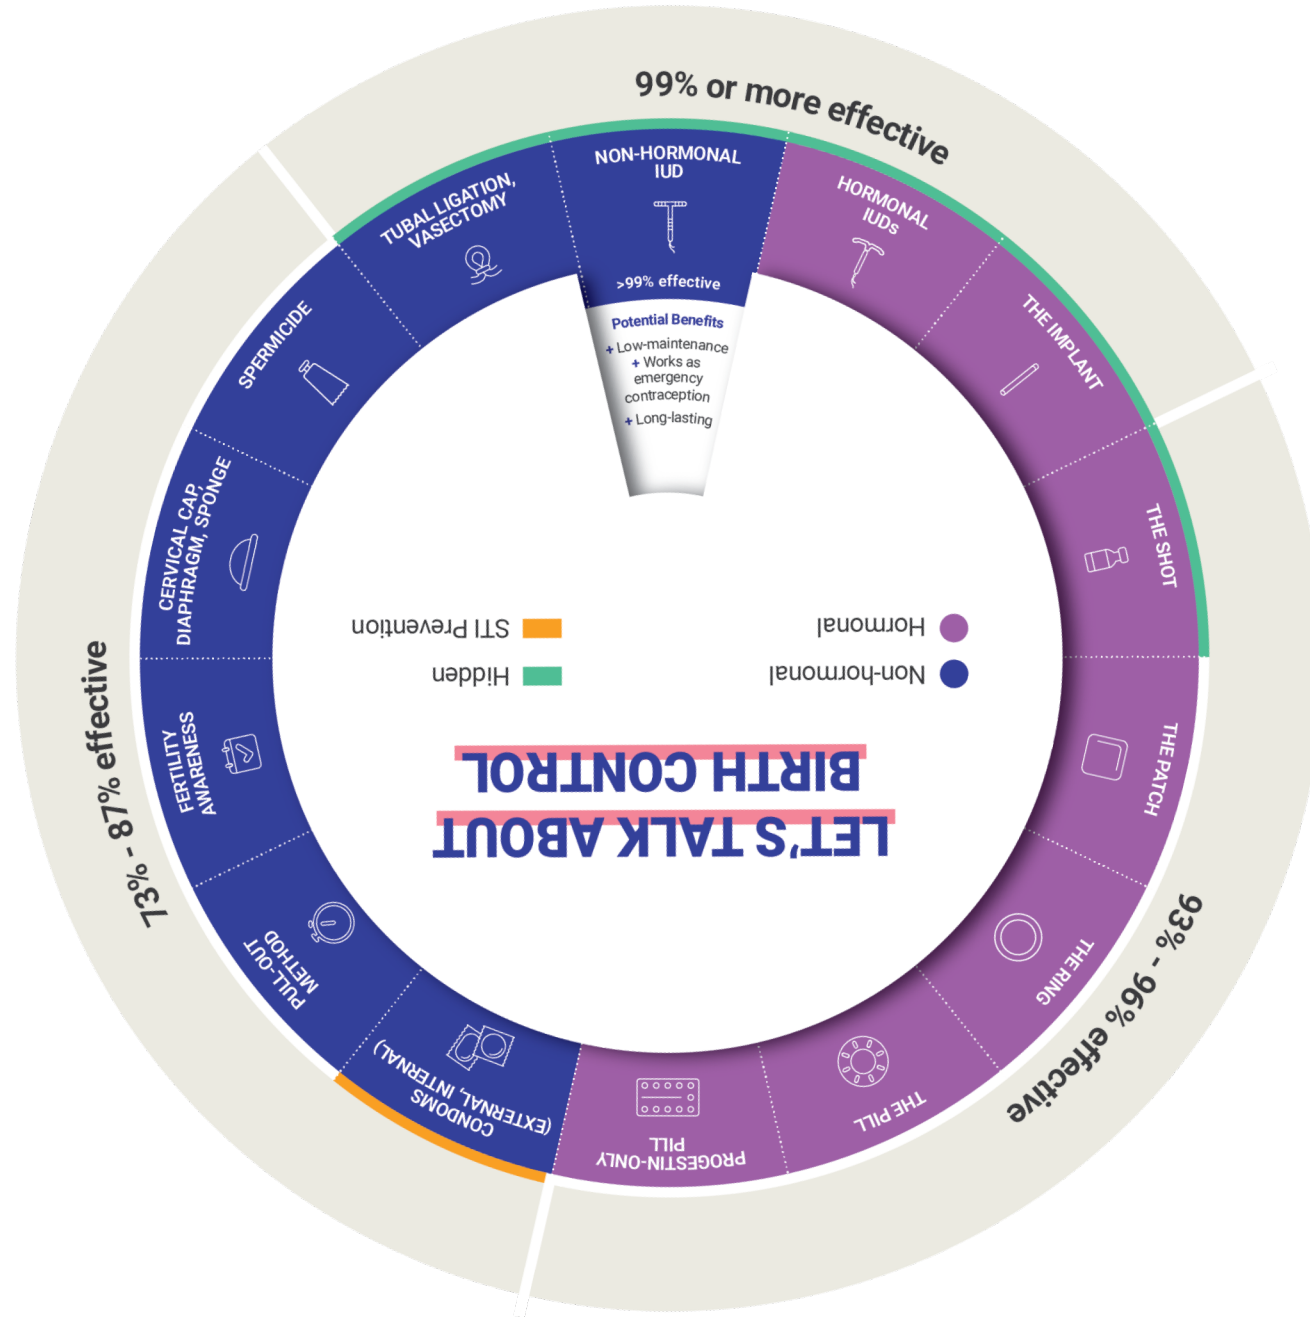 99% or more effective
NON-HORMONAL
IUD
>99% effective
Potential Benefits
+ Low-maintenance
+ Works as
emergency
contraception
+ Long-lasting
HORMONAL
IUDs
THE IMPLANT
THE SHOT
93% - 96% effective
THE PATCH
THE RING
THE PILL
PROGESTIN-ONLY
PILL
73% - 87% effective
CONDOMS
(EXTERNAL, INTERNAL)
PULL-OUT
METHOD
FERTILITY
AWARENESS
CERVICAL CAP,
DIAPHRAGM, SPONGE
SPERMICIDE
TUBAL LIGATION,
VASECTOMY
LET'S TALK ABOUT
BIRTH CONTROL
Non-hormonal
Hormonal
Hidden
STI Prevention